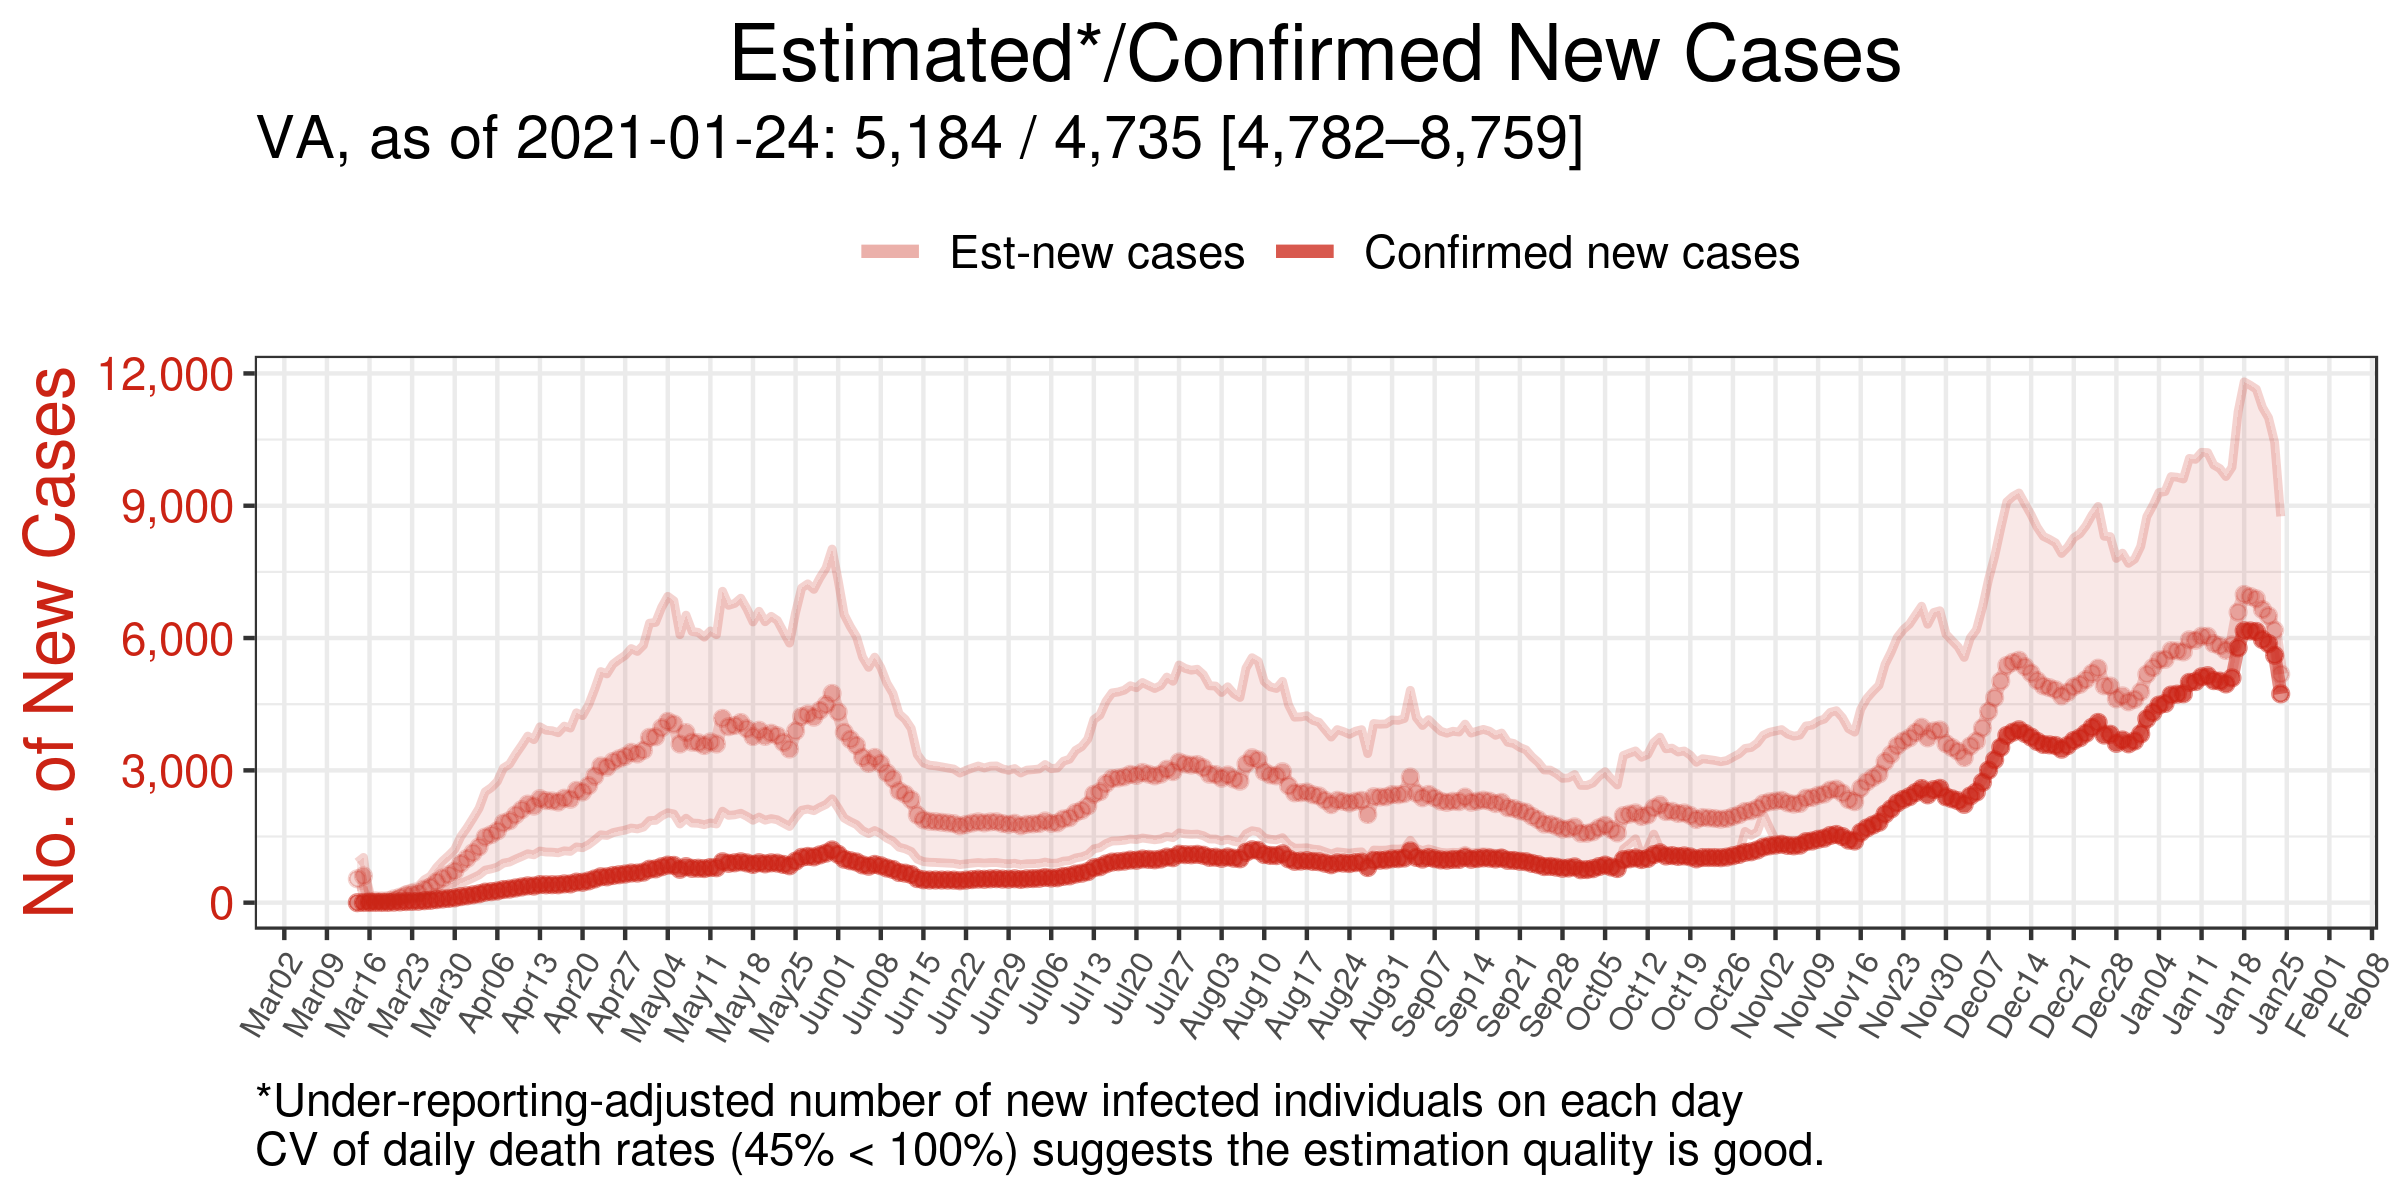 Estimated*/Confirmed New Cases
VA, as of 2021-01-24: 5,184 / 4,735 [4,782–8,759]
Est-new cases Confirmed new cases
No. of New Cases
12,000
9,000
6,000
3,000
0
Mar02 Mar09 Mar16 Mar23 Mar30 Apr06 Apr13 Apr20 Apr27 May04 May11 May18 May25 Jun01 Jun08 Jun15 Jun22 Jun29 Jul06 Jul13 Jul20 Jul27 Aug03 Aug10 Aug17 Aug24 Aug31 Sep07 Sep14 Sep21 Sep28 Oct05 Oct12 Oct19 Oct26 Nov02 Nov09 Nov16 Nov23 Nov30 Dec07 Dec14 Dec21 Dec28 Jan04 Jan11 Jan18 Jan25 Feb01 Feb08
*Under-reporting-adjusted number of new infected individuals on each day
CV of daily death rates (45% < 100%) suggests the estimation quality is good.